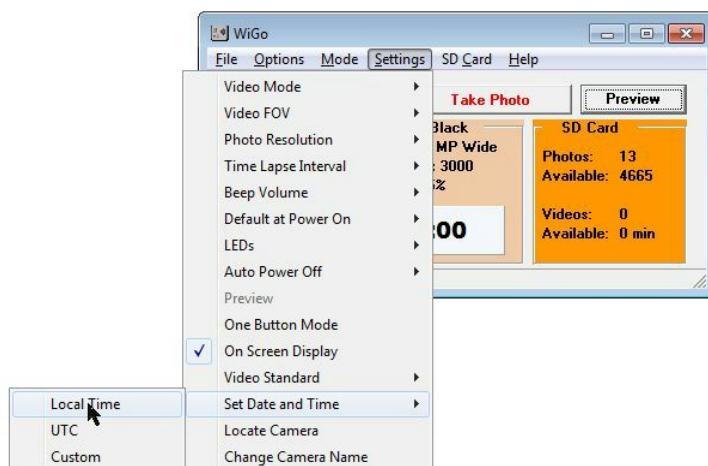 WiGo
File Options Mode Settings SD Card Help
Take Photo Preview
Black
MP Wide
: 3000
%
:00
SD Card
Photos: 13
Available: 4665
Videos: 0
Available: 0 min
Video Mode
Video FOV
Photo Resolution
Time Lapse Interval
Beep Volume
Default at Power On
LEDs
Auto Power Off
Preview
One Button Mode
On Screen Display
Video Standard
Set Date and Time
Locate Camera
Change Camera Name
Local Time
UTC
Custom